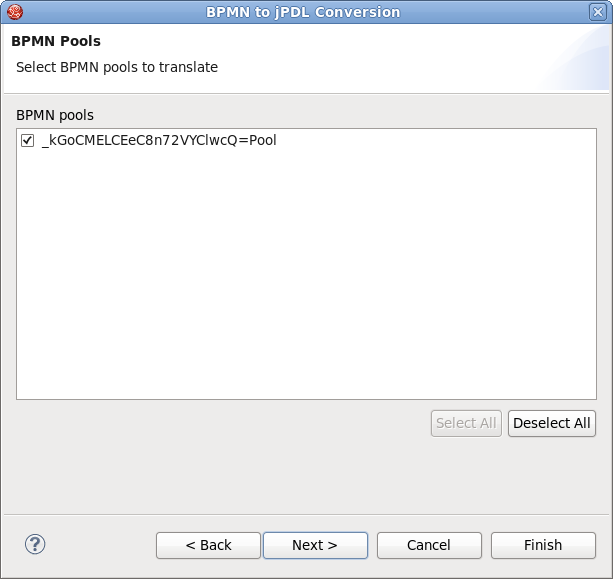 BPMN to jPDL Conversion
BPMN Pools
Select BPMN pools to translate
BPMN pools
_kGoCMELCEeC8n72VYClwcQ=Pool
Select All Deselect All
? < Back Next > Cancel Finish